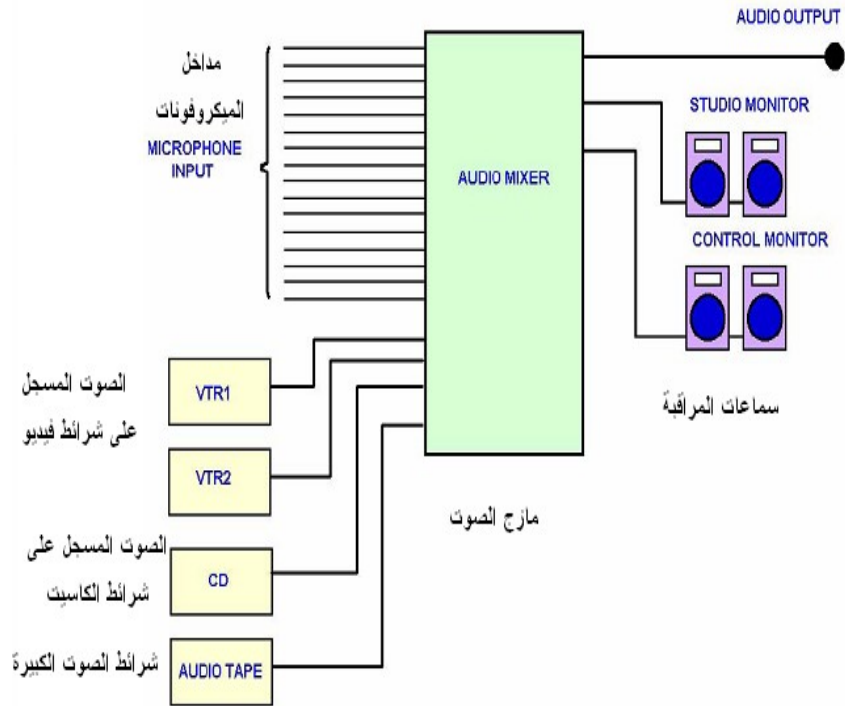 AUDIO OUTPUT
مداخل
الميكروفونات
MICROPHONE
INPUT
AUDIO MIXER
STUDIO MONITOR
CONTROL MONITOR
سماعات المراقبة
الصوت المسجل
على شرائط فيديو
VTR1
VTR2
مازج الصوت
الصوت المسجل على
شرائط الكاسيت
CD
شرائط الصوت الكبيرة
AUDIO TAPE